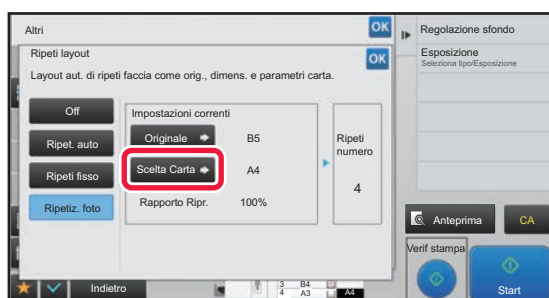 Altri
OK
Ripeti layout
OK
Layout aut. di ripeti faccia come orig., dimens. e parametri carta.
Off
Ripet. auto
Ripeti fisso
Ripetiz. foto
Impostazioni correnti
Originale
B5
Scelta Carta
A4
Rapporto Ripr.
100%
Ripeti
numero
4
Indietro
3 B4
4 A3
A4
Regolazione sfondo
Esposizione
Seleziona tipo/Esposizione
Anteprima
CA
Verif stampa
Start